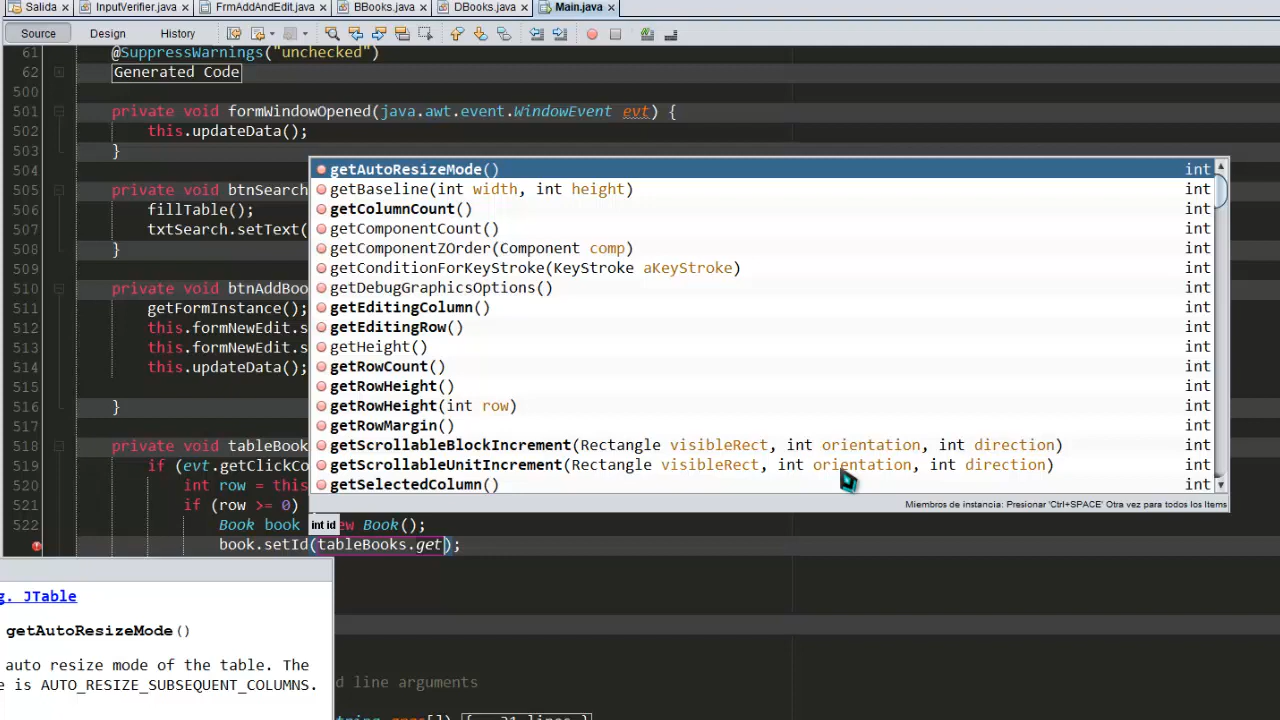 Salida InputVerifier.java FrmAddAndEdit.java BBooks.java DBooks.java Main.java
Source Design History
61 @SuppressWarnings("unchecked")
62 Generated Code
500
501 private void formWindowOpened(java.awt.event.WindowEvent evt) {
502 this.updateData();
503 }
504
505 private void btnSearch
506 fillTable();
507 txtSearch.setText(
508 }
509
510 private void btnAddBoo
511 getFormInstance();
512 this.formNewEdit.s
513 this.formNewEdit.s
514 this.updateData();
515
516 }
517
518 private void tableBook
519 if (evt.getClickCo
520 int row = this
521 if (row >= 0)
522 Book book int id ew Book();
book.setId(tableBooks.get);
getAutoResizeMode() int
getBaseline(int width, int height) int
getColumnCount() int
getComponentCount() int
getComponentZOrder(Component comp) int
getConditionForKeyStroke(KeyStroke aKeyStroke) int
getDebugGraphicsOptions() int
getEditingColumn() int
getEditingRow() int
getHeight() int
getRowCount() int
getRowHeight() int
getRowHeight(int row) int
getRowMargin() int
getScrollableBlockIncrement(Rectangle visibleRect, int orientation, int direction) int
getScrollableUnitIncrement(Rectangle visibleRect, int orientation, int direction) int
getSelectedColumn() int
Miembros de instancia: Presionar 'Ctrl+SPACE' Otra vez para todos los Items
g. JTable
getAutoResizeMode()
auto resize mode of the table. The
e is AUTO_RESIZE_SUBSEQUENT_COLUMNS.
d line arguments